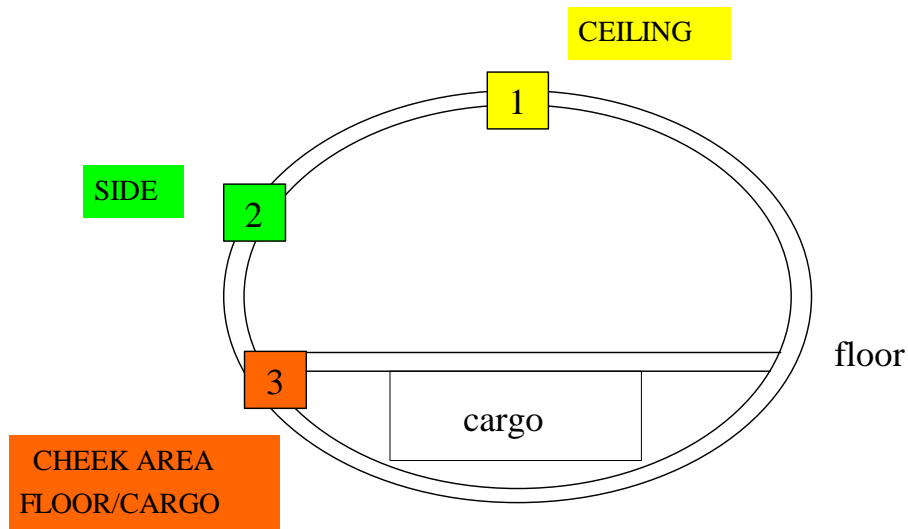 CEILING
1
SIDE
2
floor
3
cargo
CHEEK AREA
FLOOR/CARGO